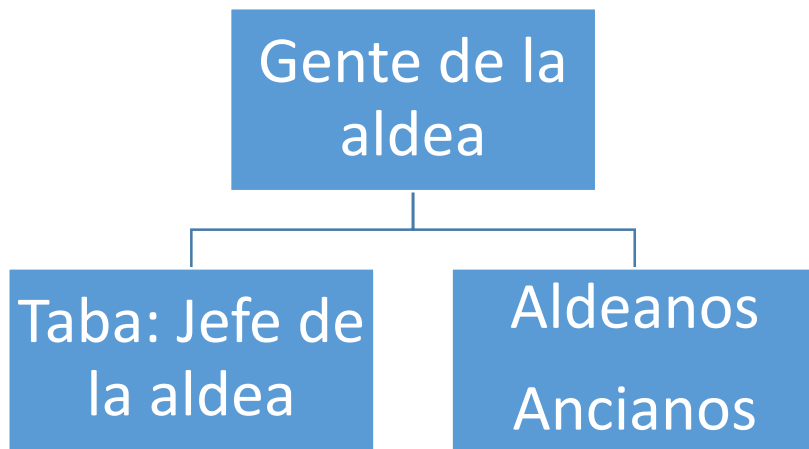 Gente de la
aldea
Taba: Jefe de
la aldea
Aldeanos
Ancianos